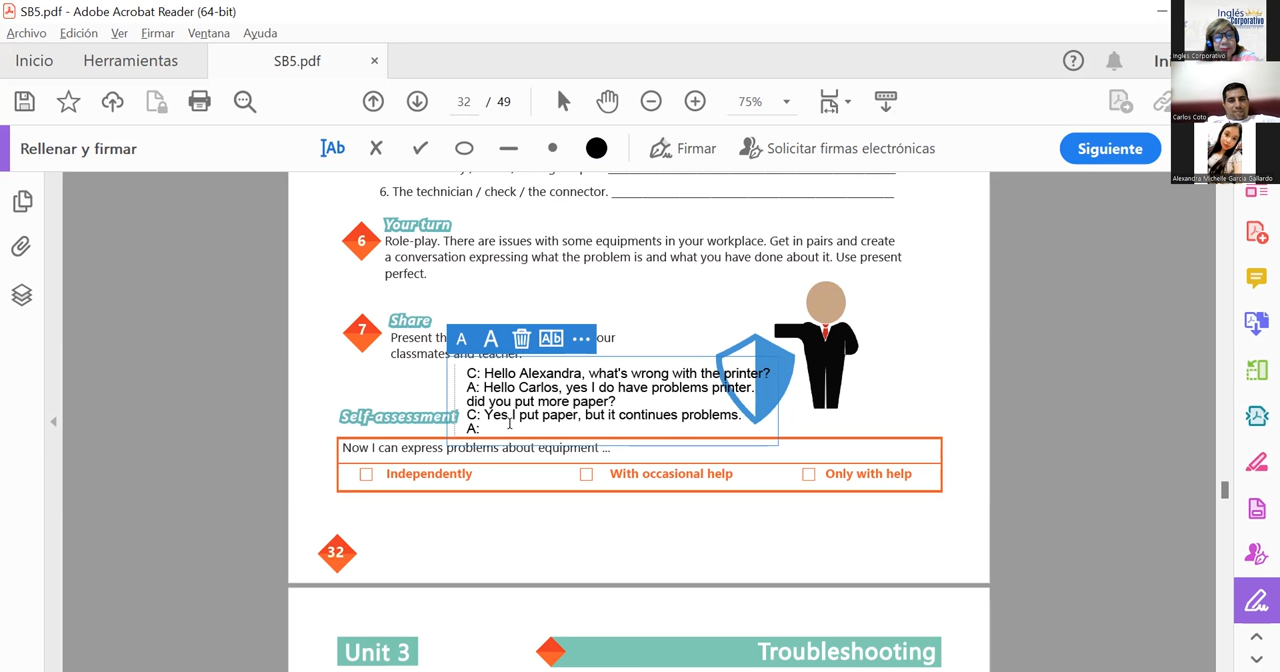 SB5.pdf - Adobe Acrobat Reader (64-bit)
Archivo Edición Ver Firmar Ventana Ayuda
Inicio Herramientas SB5.pdf ×
32 / 49 75%
Rellenar y firmar
Ab
Firmar
Solicitar firmas electrónicas
Siguiente
Inglés Corporativo
Inglés Corporativo
Carlos Coto
Alexandra Michelle Garcia Gallardo
6. The technician / check / the connector.
6
Your turn
Role-play. There are issues with some equipments in your workplace. Get in pairs and create
a conversation expressing what the problem is and what you have done about it. Use present
perfect.
7
Share
Present th
our
classmates and teacher.
A A Ab
C: Hello Alexandra, what's wrong with the printer?
A: Hello Carlos, yes I do have problems printer.
did you put more paper?
C: Yes I put paper, but it continues problems.
A:
Self-assessment
Now I can express problems about equipment ...
Independently With occasional help Only with help
32
Unit 3 Troubleshooting